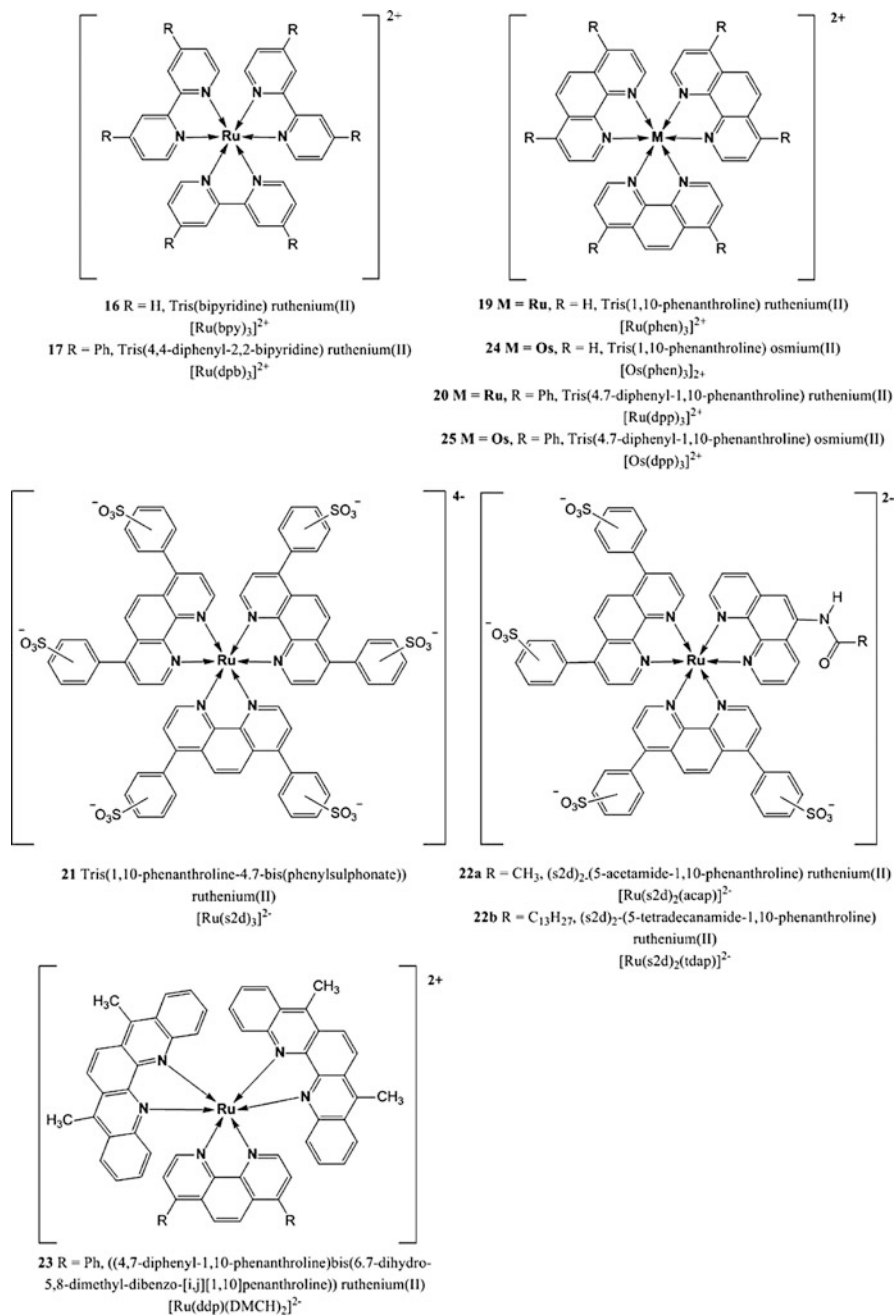 2+
R R
N N
R N Ru N R
N N
R R
16 R = H, Tris(bipyridine) ruthenium(II)
[Ru(bpy)₃]²⁺
17 R = Ph, Tris(4,4-diphenyl-2,2-bipyridine) ruthenium(II)
[Ru(dpb)₃]²⁺
2+
R R
N N
R N M N R
N N
R R
19 M = Ru, R = H, Tris(1,10-phenanthroline) ruthenium(II)
[Ru(phen)₃]²⁺
24 M = Os, R = H, Tris(1,10-phenanthroline) osmium(II)
[Os(phen)₃]₂₊
20 M = Ru, R = Ph, Tris(4.7-diphenyl-1,10-phenanthroline) ruthenium(II)
[Ru(dpp)₃]²⁺
25 M = Os, R = Ph, Tris(4.7-diphenyl-1,10-phenanthroline) osmium(II)
[Os(dpp)₃]²⁺
4-
⁻O₃S ⁻O₃S
N N
⁻O₃S N Ru N SO₃⁻
N N
⁻O₃S SO₃⁻
21 Tris(1,10-phenanthroline-4.7-bis(phenylsulphonate))
ruthenium(II)
[Ru(s2d)₃]²⁻
2-
⁻O₃S
H
N N N
⁻O₃S R
N Ru N O
N N
⁻O₃S SO₃⁻
22a R = CH₃, (s2d)₂.(5-acetamide-1,10-phenanthroline) ruthenium(II)
[Ru(s2d)₂(acap)]²⁻
22b R = C₁₃H₂₇, (s2d)₂-(5-tetradecanamide-1,10-phenanthroline)
ruthenium(II)
[Ru(s2d)₂(tdap)]²⁻
2+
H₃C CH₃
N N
H₃C N Ru N CH₃
N N
R R
23 R = Ph, ((4,7-diphenyl-1,10-phenanthroline)bis(6.7-dihydro-
5,8-dimethyl-dibenzo-[i,j][1,10]penanthroline)) ruthenium(II)
[Ru(ddp)(DMCH)₂]²⁻